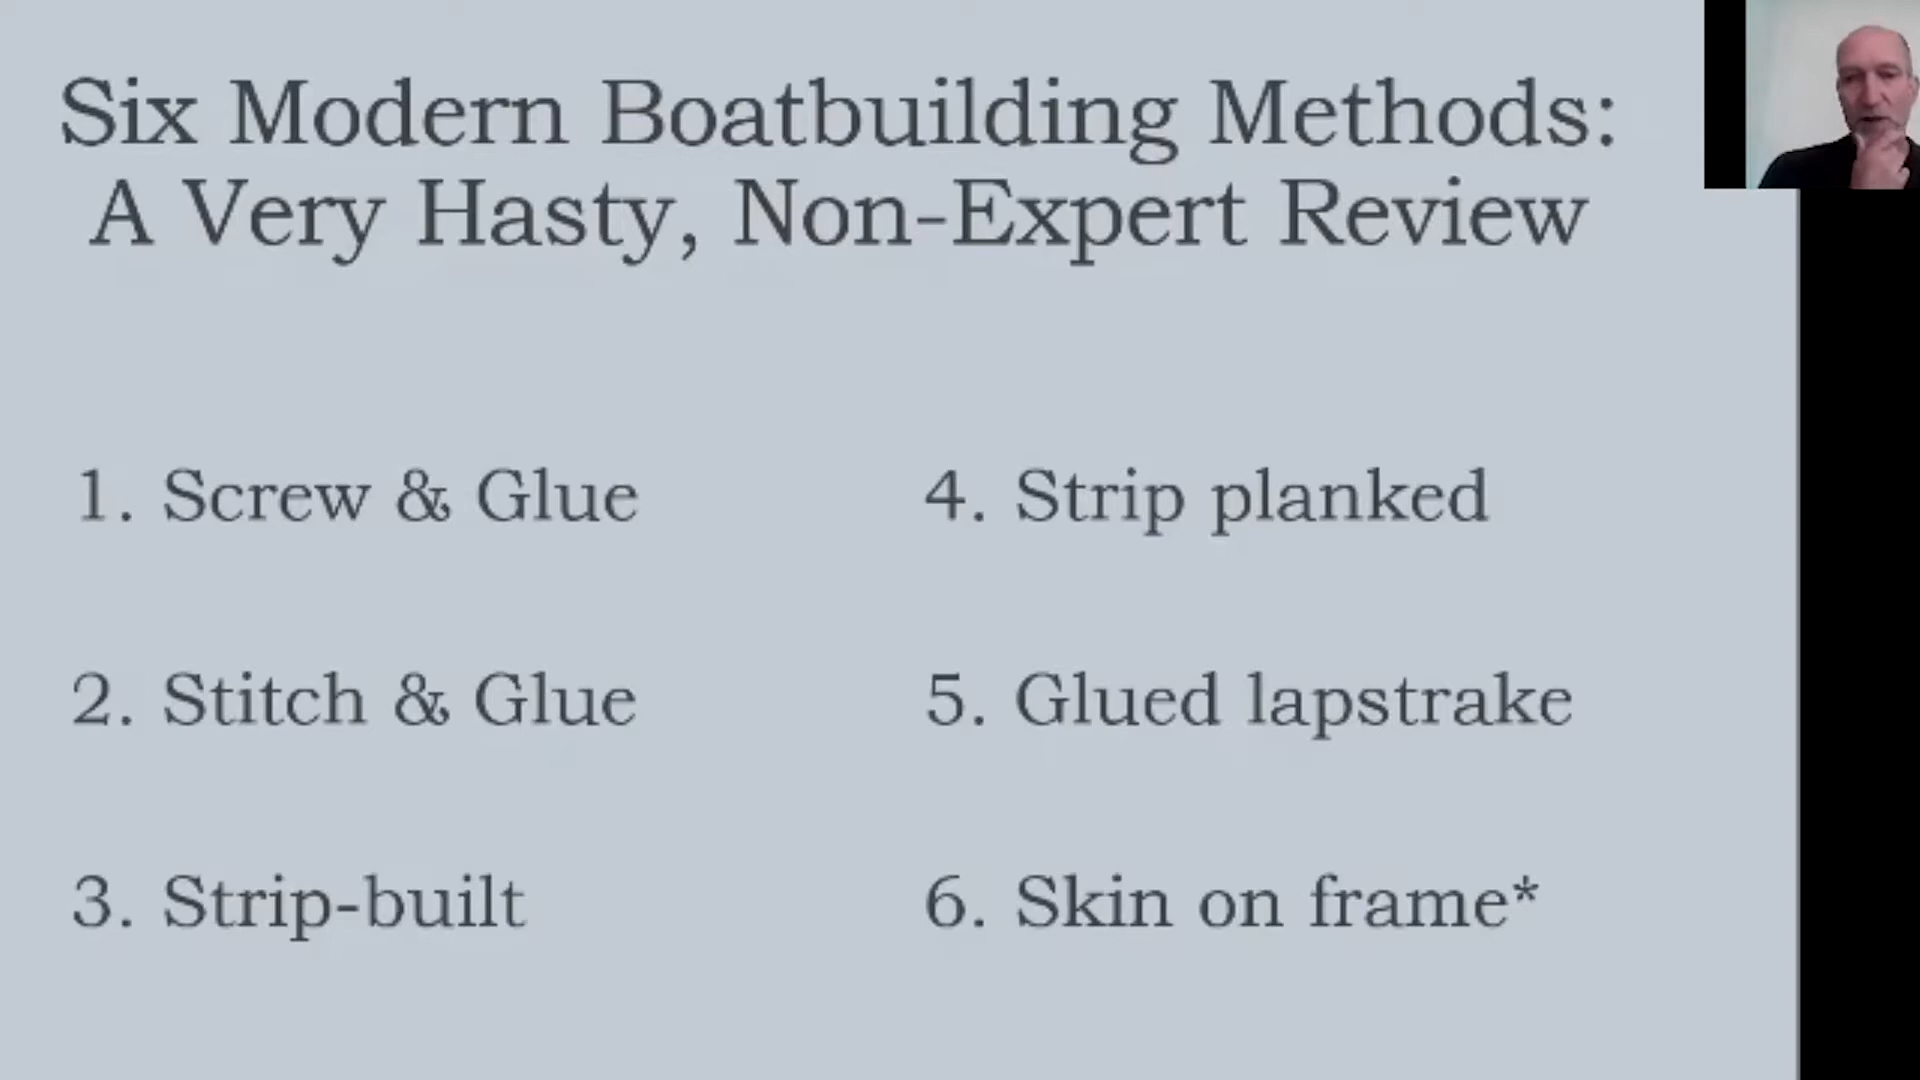 Six Modern Boatbuilding Methods:
A Very Hasty, Non-Expert Review
1. Screw & Glue
2. Stitch & Glue
3. Strip-built
4. Strip planked
5. Glued lapstrake
6. Skin on frame*